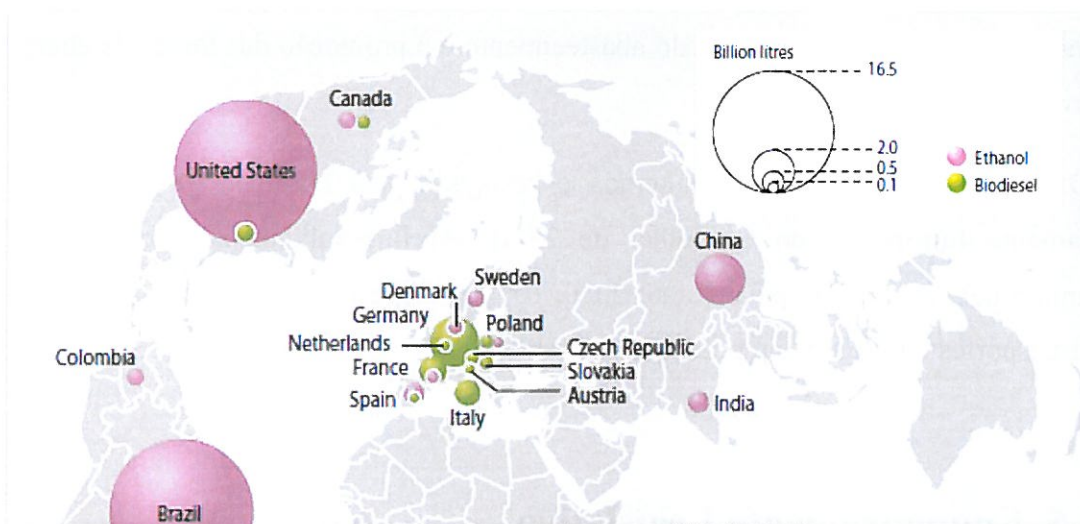 Billion litres
16.5
2.0
0.5
0.1
Ethanol
Biodiesel
Canada
United States
China
Sweden
Denmark
Germany
Poland
Netherlands
Czech Republic
Colombia
France
Slovakia
Austria
Spain
India
Italy
Brazil